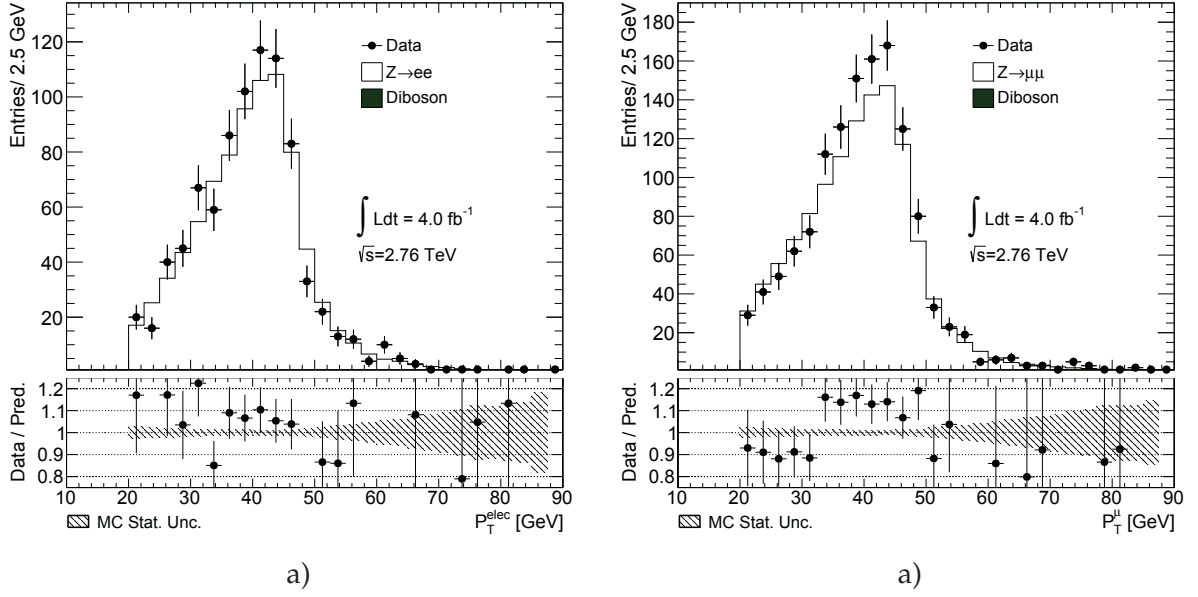 Entries/ 2.5 GeV
120
100
80
60
40
20
Data
Z→ee
Diboson
∫ Ldt = 4.0 fb⁻¹
√s=2.76 TeV
Data / Pred.
1.2
1.1
1
0.9
0.8
10 20 30 40 50 60 70 80 90
MC Stat. Unc.
P_T^elec [GeV]
a)
Entries/ 2.5 GeV
180
160
140
120
100
80
60
40
20
Data
Z→μμ
Diboson
∫ Ldt = 4.0 fb⁻¹
√s=2.76 TeV
Data / Pred.
1.2
1.1
1
0.9
0.8
10 20 30 40 50 60 70 80 90
MC Stat. Unc.
P_T^μ [GeV]
a)